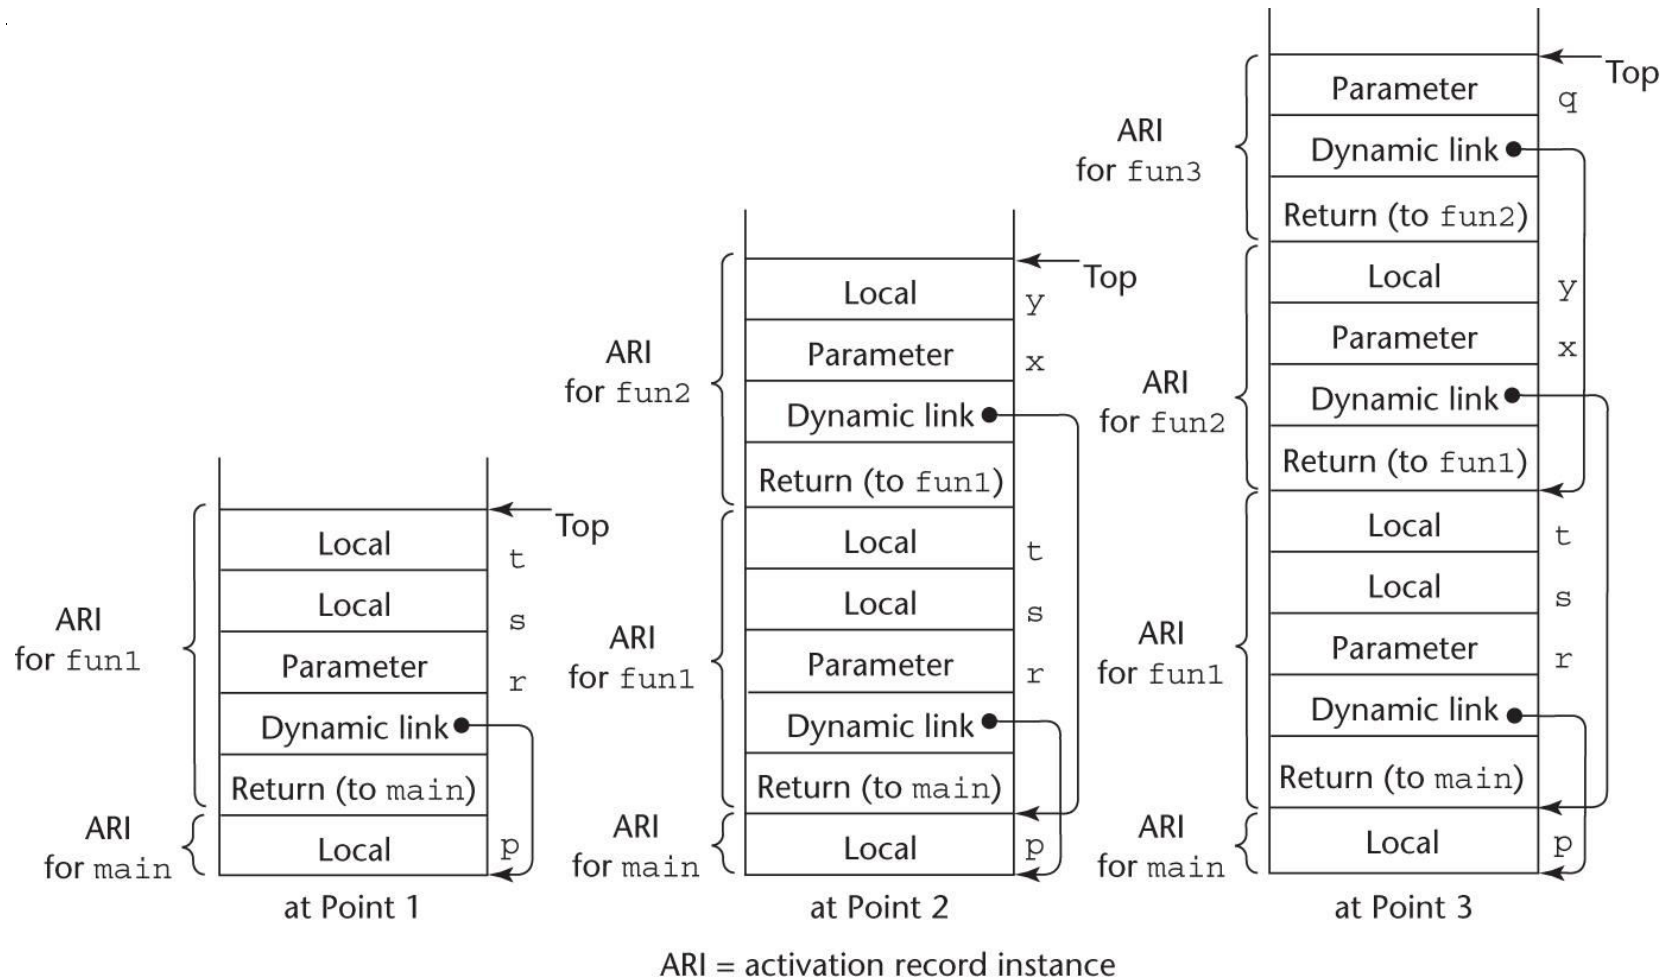 Top
Local t
Local s
Parameter r
Dynamic link
Return (to main)
Local p
ARI
for fun1
ARI
for main
at Point 1
Top
Local y
Parameter x
Dynamic link
Return (to fun1)
Local t
Local s
Parameter r
Dynamic link
Return (to main)
Local p
ARI
for fun2
ARI
for fun1
ARI
for main
at Point 2
Top
Parameter q
Dynamic link
Return (to fun2)
Local y
Parameter x
Dynamic link
Return (to fun1)
Local t
Local s
Parameter r
Dynamic link
Return (to main)
Local p
ARI
for fun3
ARI
for fun2
ARI
for fun1
ARI
for main
at Point 3
ARI = activation record instance